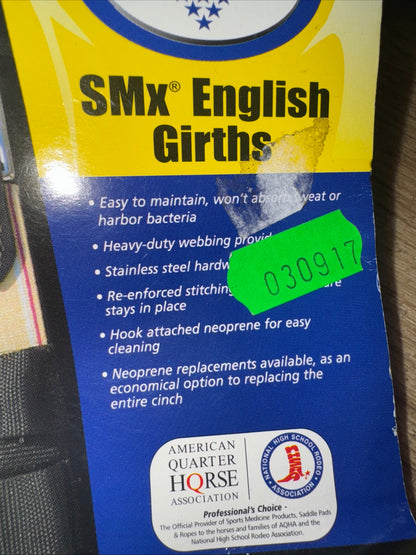 SMx® English
Girths
• Easy to maintain, won't absorb sweat or
harbor bacteria
• Heavy-duty webbing
• Stainless steel
• Re-enforced stitching
stays in place
• Hook attached neoprene for easy
cleaning
• Neoprene replacements available, as an
economical option to replacing the
entire cinch
030917
AMERICAN
QUARTER
HORSE
ASSOCIATION
NATIONAL HIGH SCHOOL RODEO
ASSOCIATION
Professional's Choice -
The Official Provider of Sports Medicine Products, Saddle Pads
& Ropes to the horses and families of AQHA and the
National High School Rodeo Association.